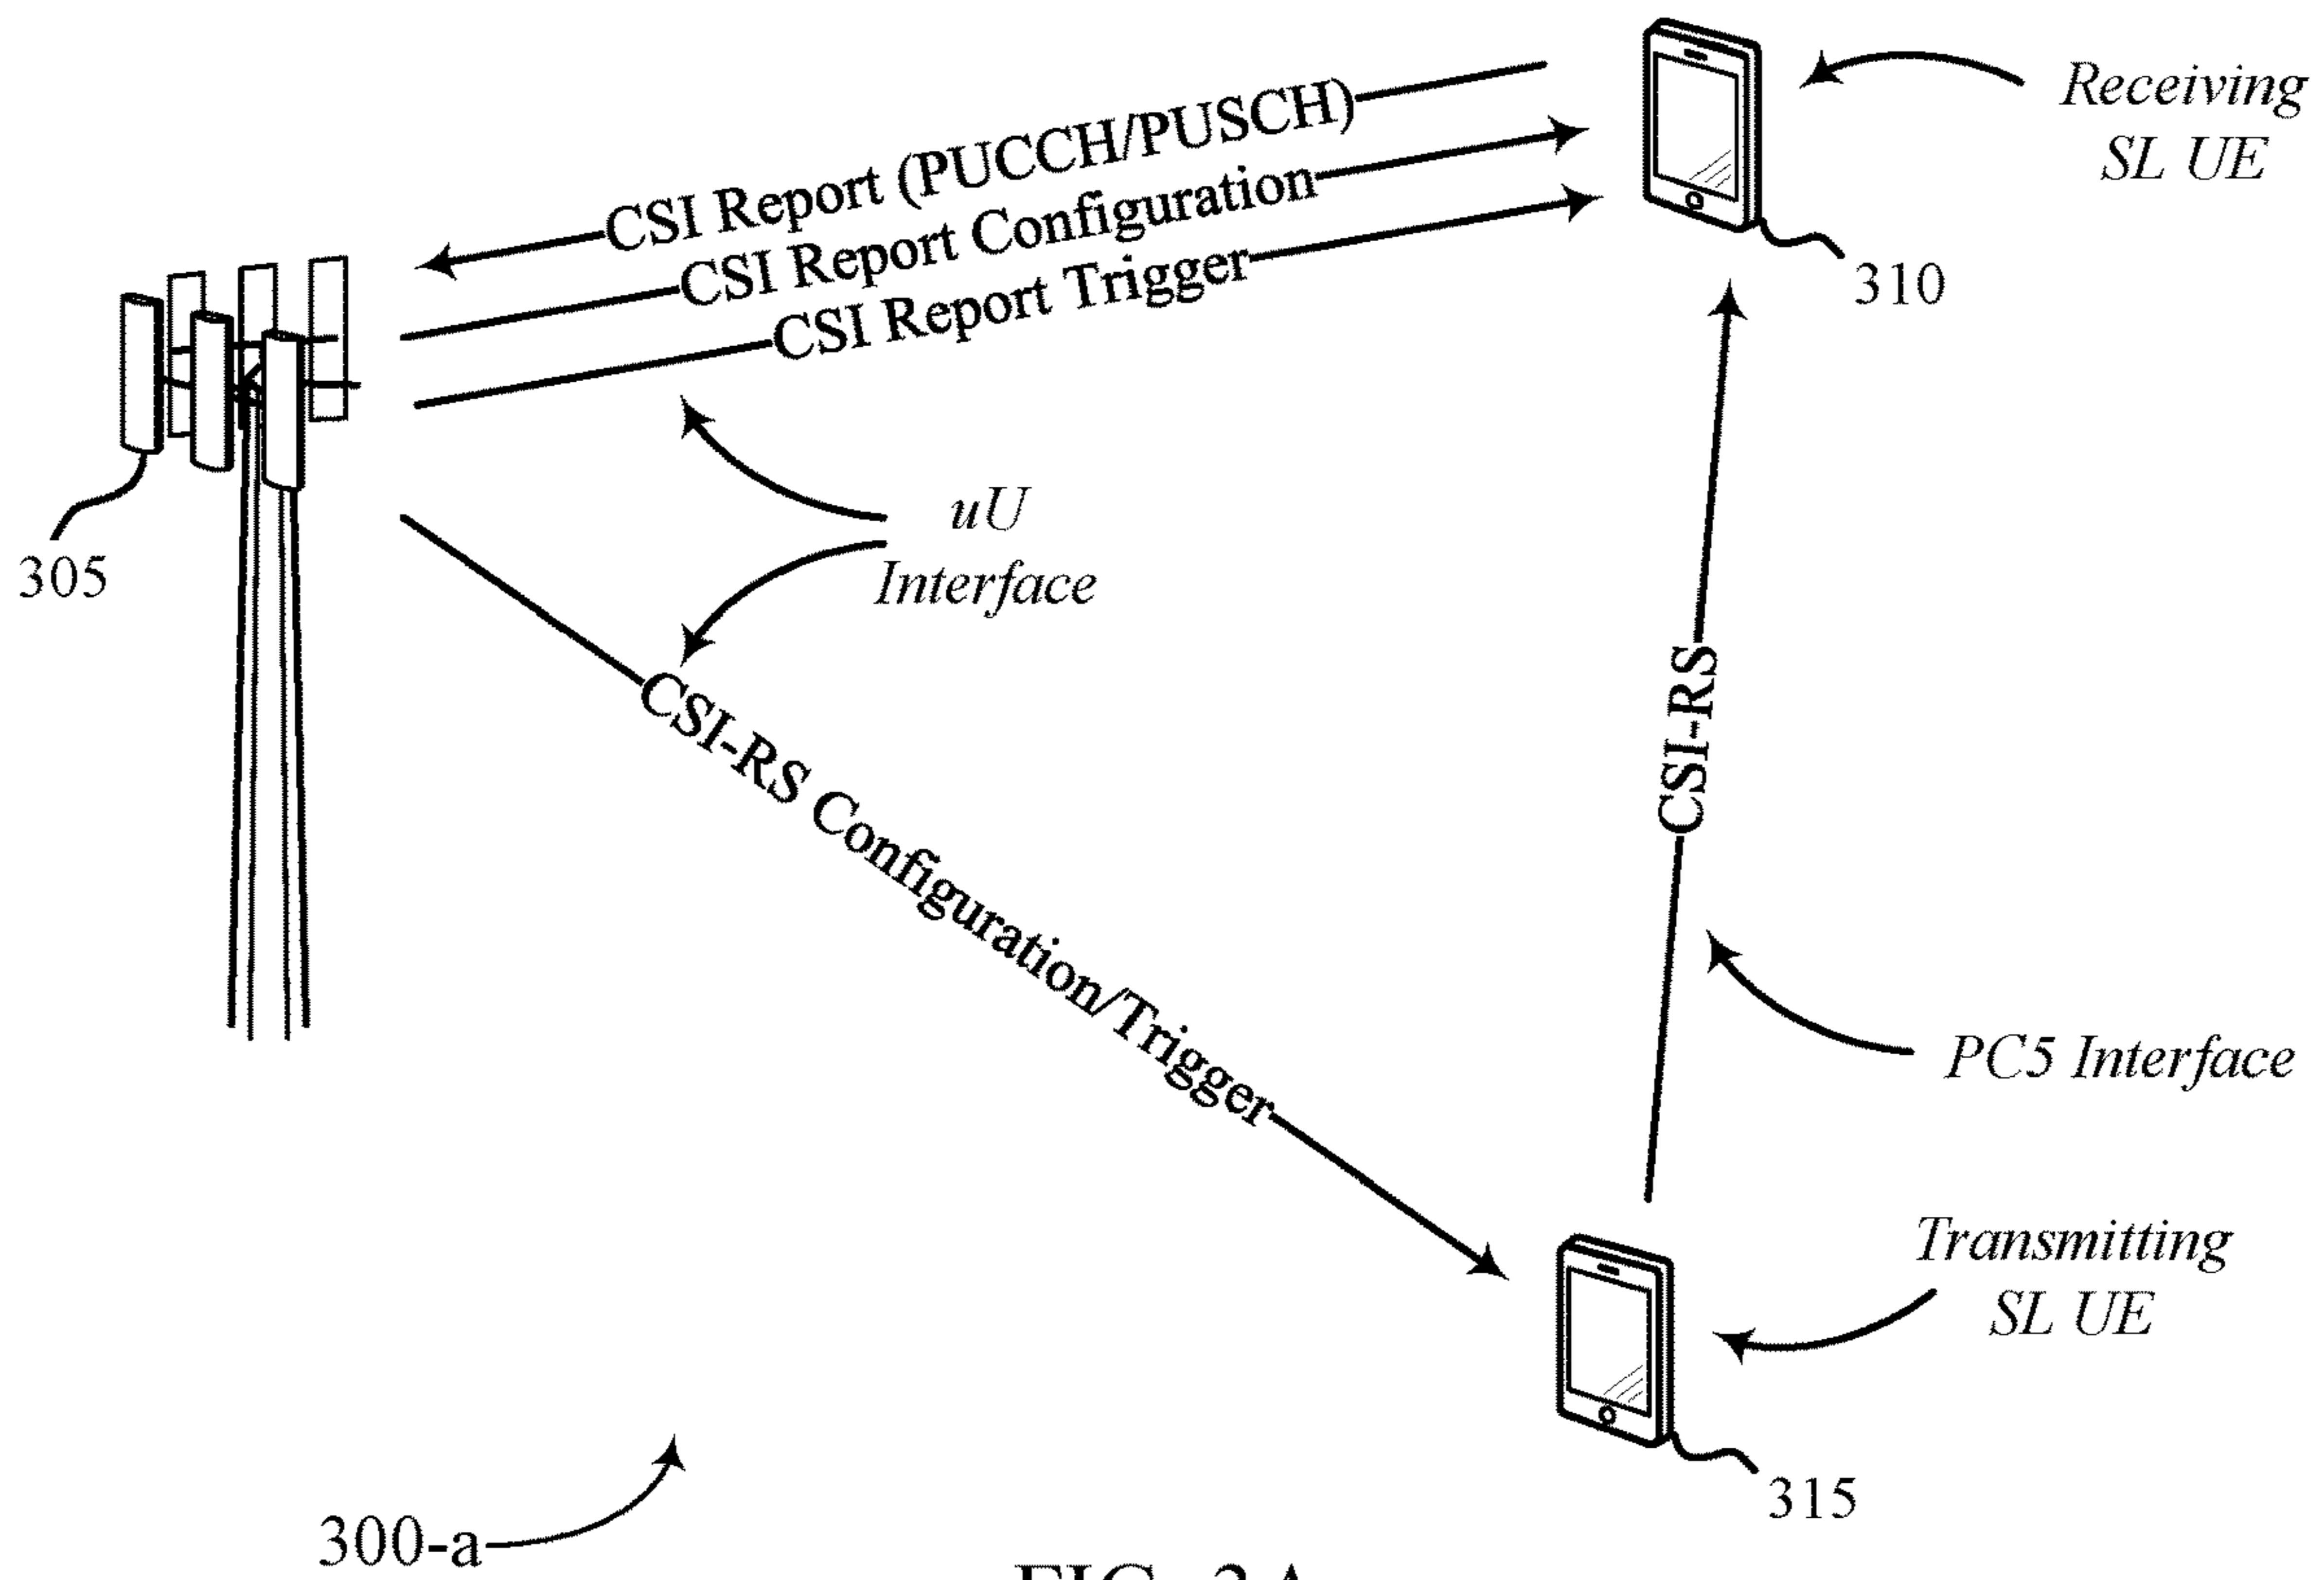 CSI Report (PUCCH/PUSCH)
CSI Report Configuration
CSI Report Trigger
Receiving
SL UE
310
305
uU
Interface
CSI-RS Configuration/Trigger
CSI-RS
PC5 Interface
Transmitting
SL UE
315
300-a